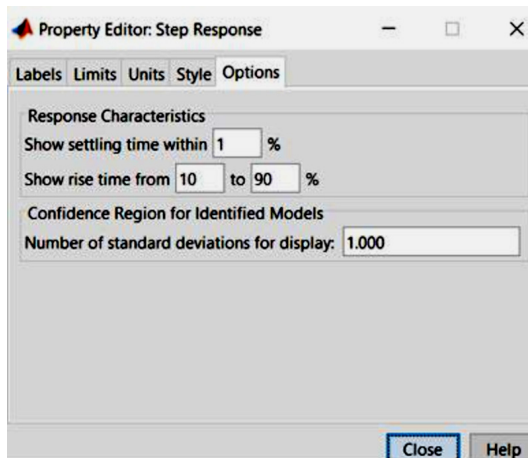 Property Editor: Step Response
Labels Limits Units Style Options
Response Characteristics
Show settling time within 1 %
Show rise time from 10 to 90 %
Confidence Region for Identified Models
Number of standard deviations for display: 1.000
Close Help